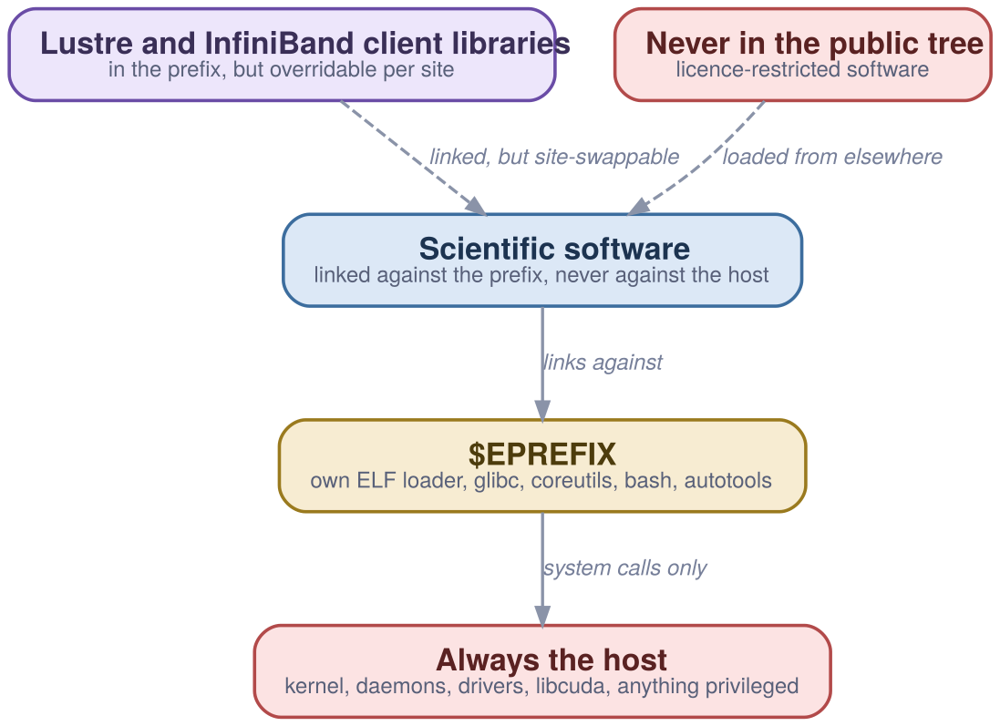 Lustre and InfiniBand client libraries
in the prefix, but overridable per site
Never in the public tree
licence-restricted software
linked, but site-swappable
loaded from elsewhere
Scientific software
linked against the prefix, never against the host
links against
$EPREFIX
own ELF loader, glibc, coreutils, bash, autotools
system calls only
Always the host
kernel, daemons, drivers, libcuda, anything privileged